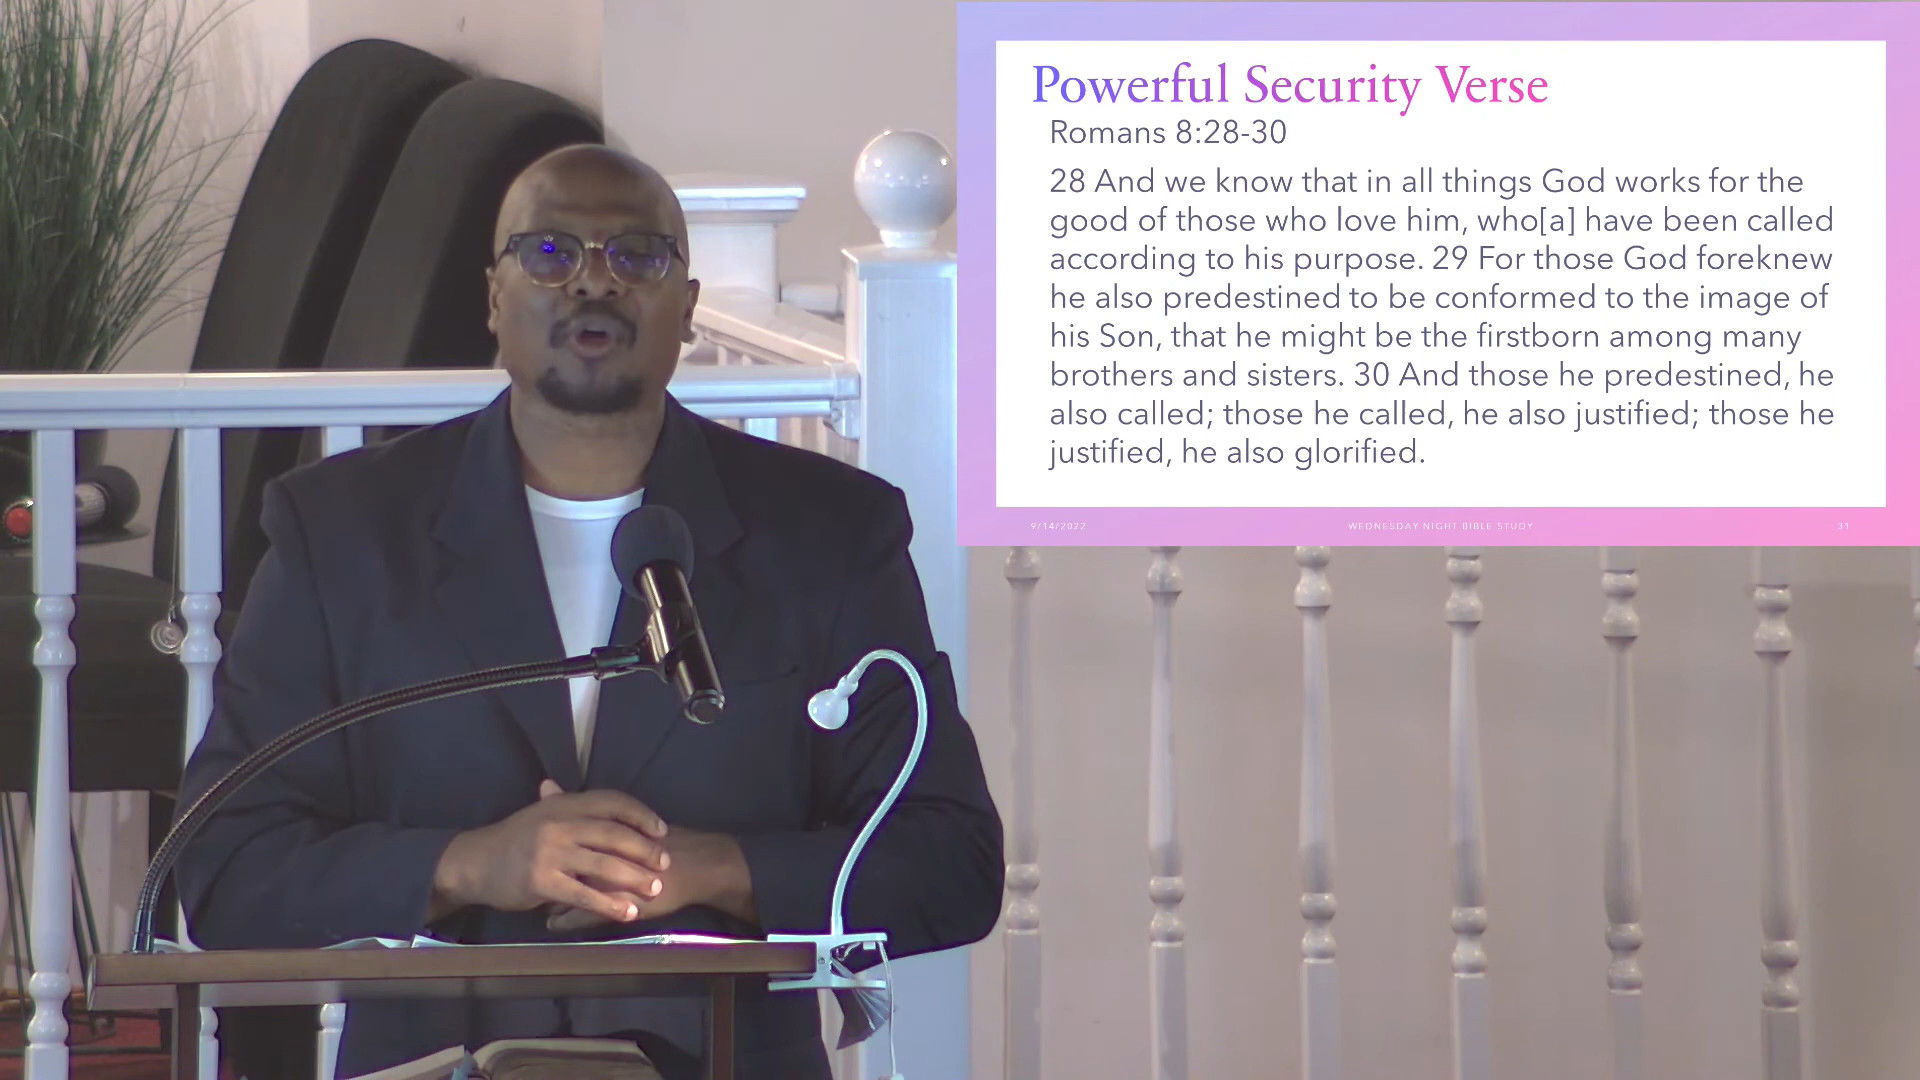 Powerful Security Verse
Romans 8:28-30
28 And we know that in all things God works for the
good of those who love him, who[a] have been called
according to his purpose. 29 For those God foreknew
he also predestined to be conformed to the image of
his Son, that he might be the firstborn among many
brothers and sisters. 30 And those he predestined, he
also called; those he called, he also justified; those he
justified, he also glorified.
9/14/2022 WEDNESDAY NIGHT BIBLE STUDY 31